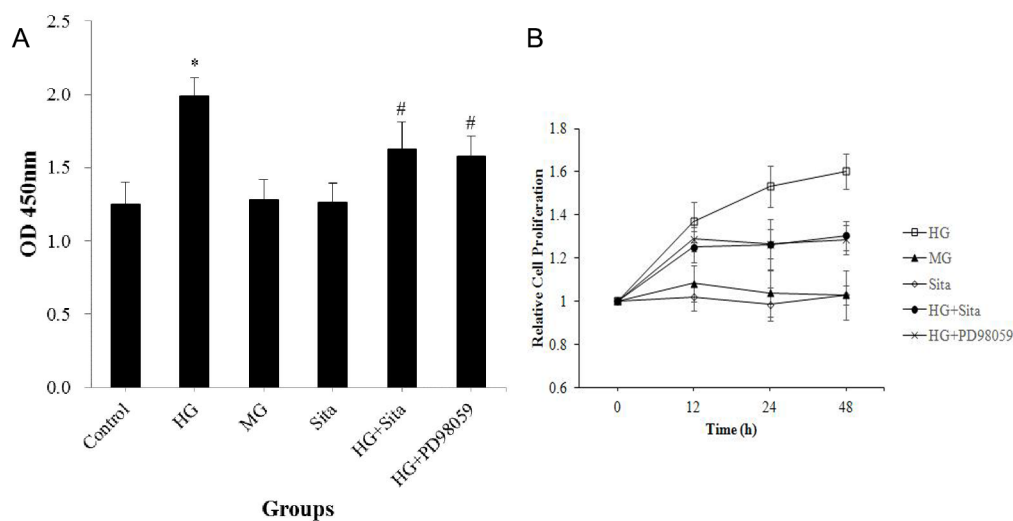 A
OD 450nm
2.5
2.0
1.5
1.0
0.5
0.0
*
#
#
Control
HG
MG
Sita
HG+Sita
HG+PD98059
Groups
B
Relative Cell Proliferation
1.8
1.6
1.4
1.2
1
0.8
0.6
0
12
24
48
Time (h)
HG
MG
Sita
HG+Sita
HG+PD98059